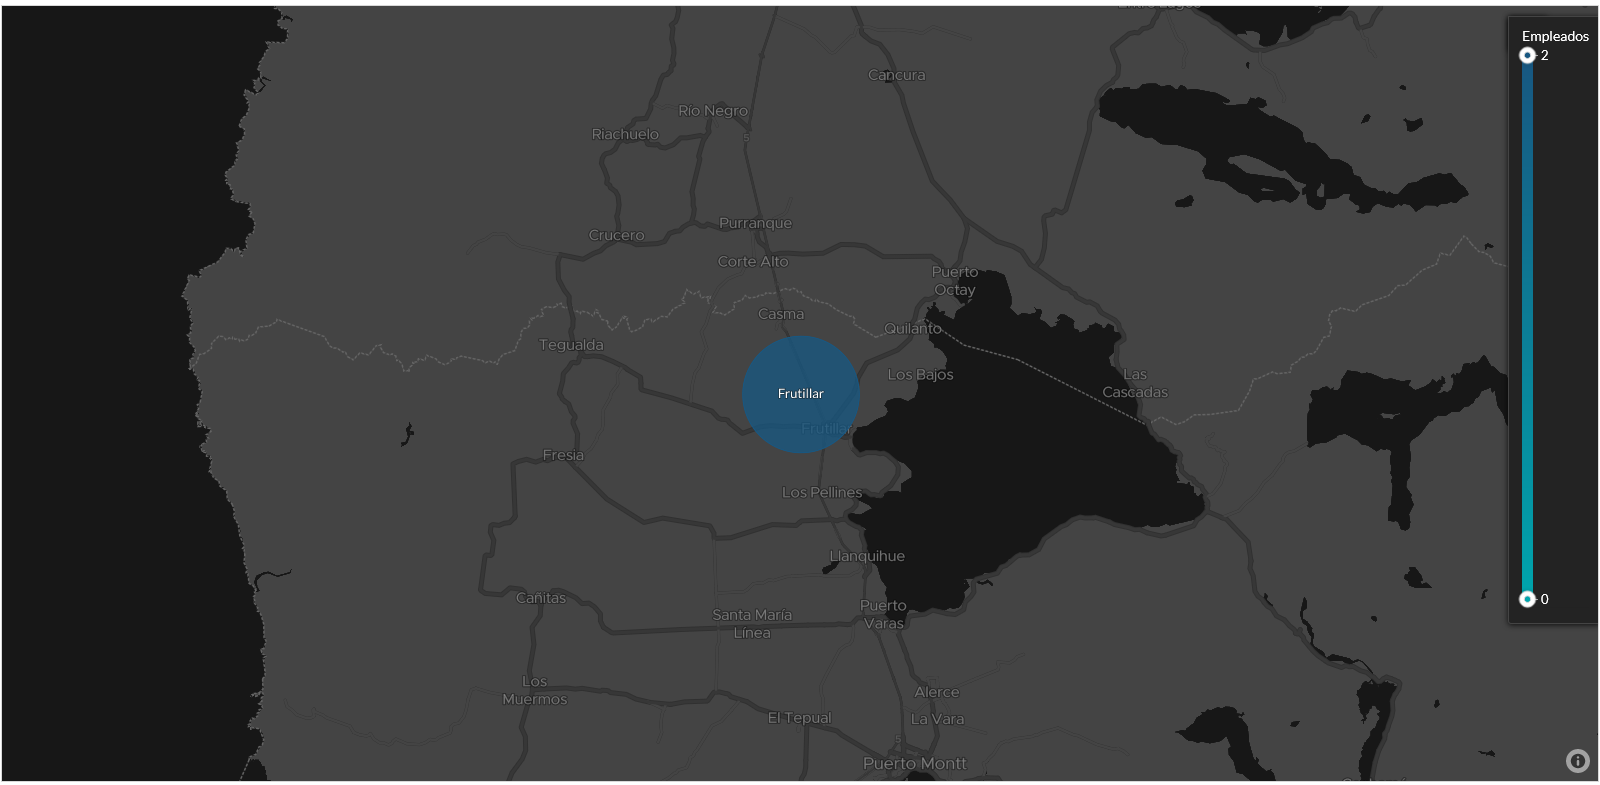 Empleados
2
Cancura
Río Negro
Riachuelo
5
Purranque
Crucero
Corte Alto
Puerto
Octay
Casma
Quilanto
Tegualda
Los Bajos
Las
Cascadas
Frutillar
Frutillar
Fresia
Los Pellines
Llanquihue
Cañitas
0
Puerto
Varas
Santa María
Línea
Los
Muermos
Alerce
El Tepual
La Vara
5
Puerto Montt